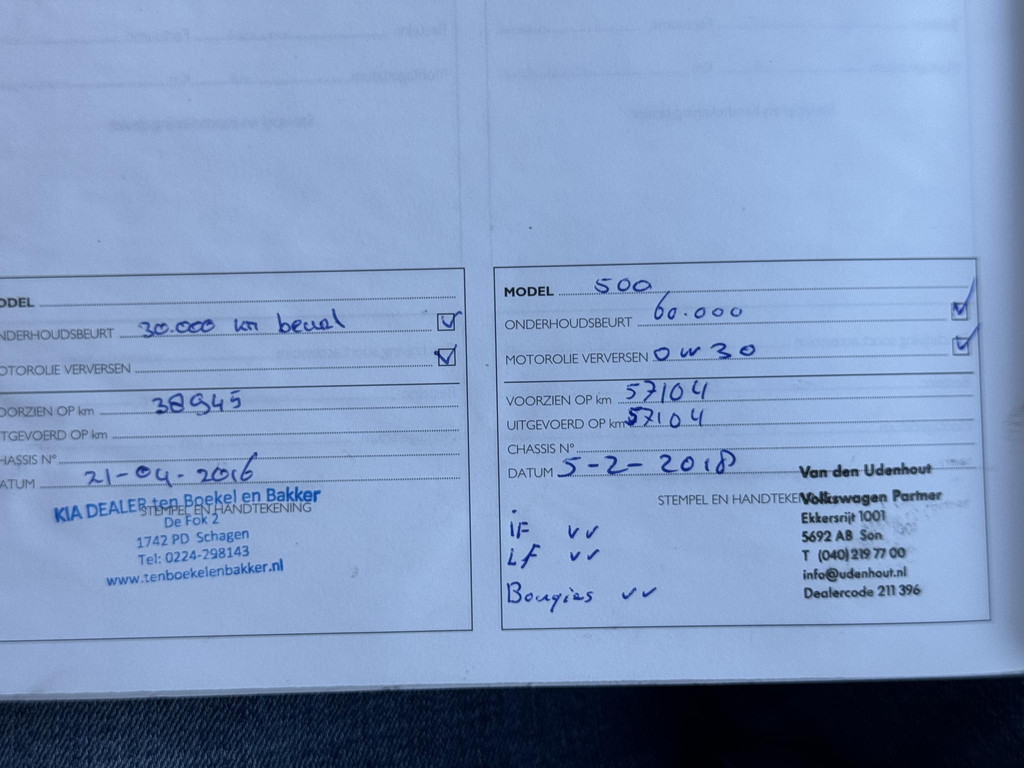 ODEL
NDERHOUDSBEURT 30.000 km beurt
OTOROLIE VERVERSEN
OORZIEN OP km 38945
TGEVOERD OP km
HASSIS N°
ATUM 21-04-2016
STEMPEL EN HANDTEKENING
KIA DEALER ten Boekel en Bakker
De Fok 2
1742 PD Schagen
Tel: 0224-298143
www.tenboekelenbakker.nl
MODEL 500
ONDERHOUDSBEURT 60.000
MOTOROLIE VERVERSEN 0W30
VOORZIEN OP km 57104
UITGEVOERD OP km 57104
CHASSIS N°
DATUM 5-2-2018
STEMPEL EN HANDTEKE
Van den Udenhout
Volkswagen Partner
Ekkersrijt 1001
5692 AB Son
T (040) 219 77 00
info@udenhout.nl
Dealercode 211 396
iF vv
LF vv
Bougies vv